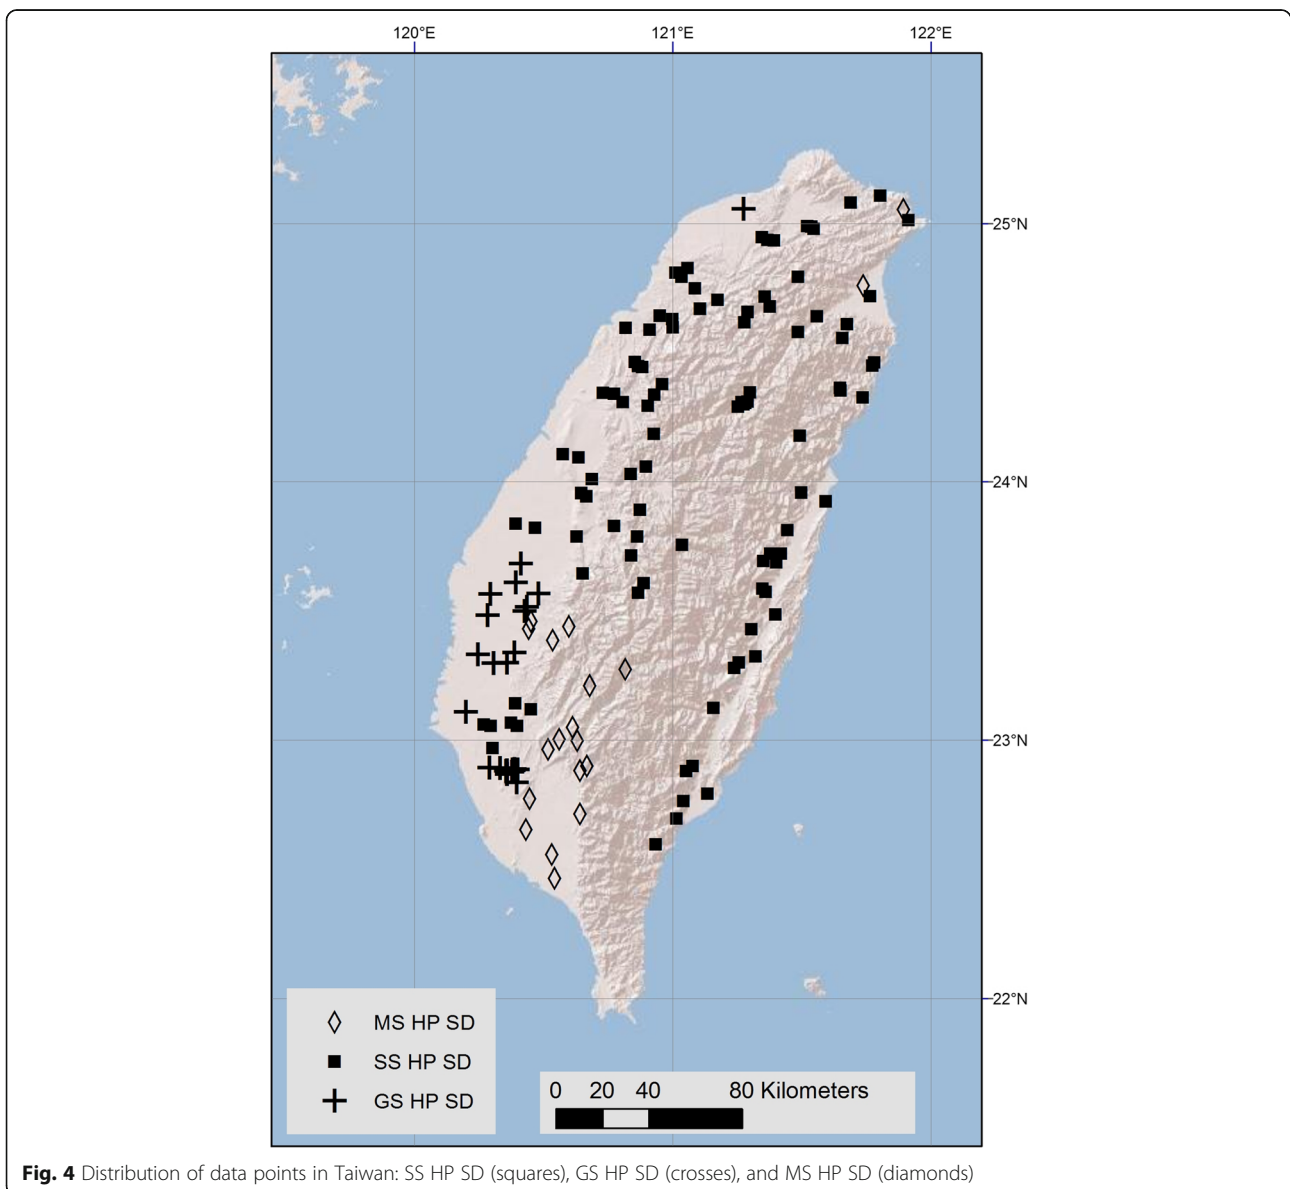 120°E 121°E 122°E
25°N
24°N
23°N
22°N
MS HP SD
SS HP SD
GS HP SD
0 20 40 80 Kilometers
Fig. 4 Distribution of data points in Taiwan: SS HP SD (squares), GS HP SD (crosses), and MS HP SD (diamonds)